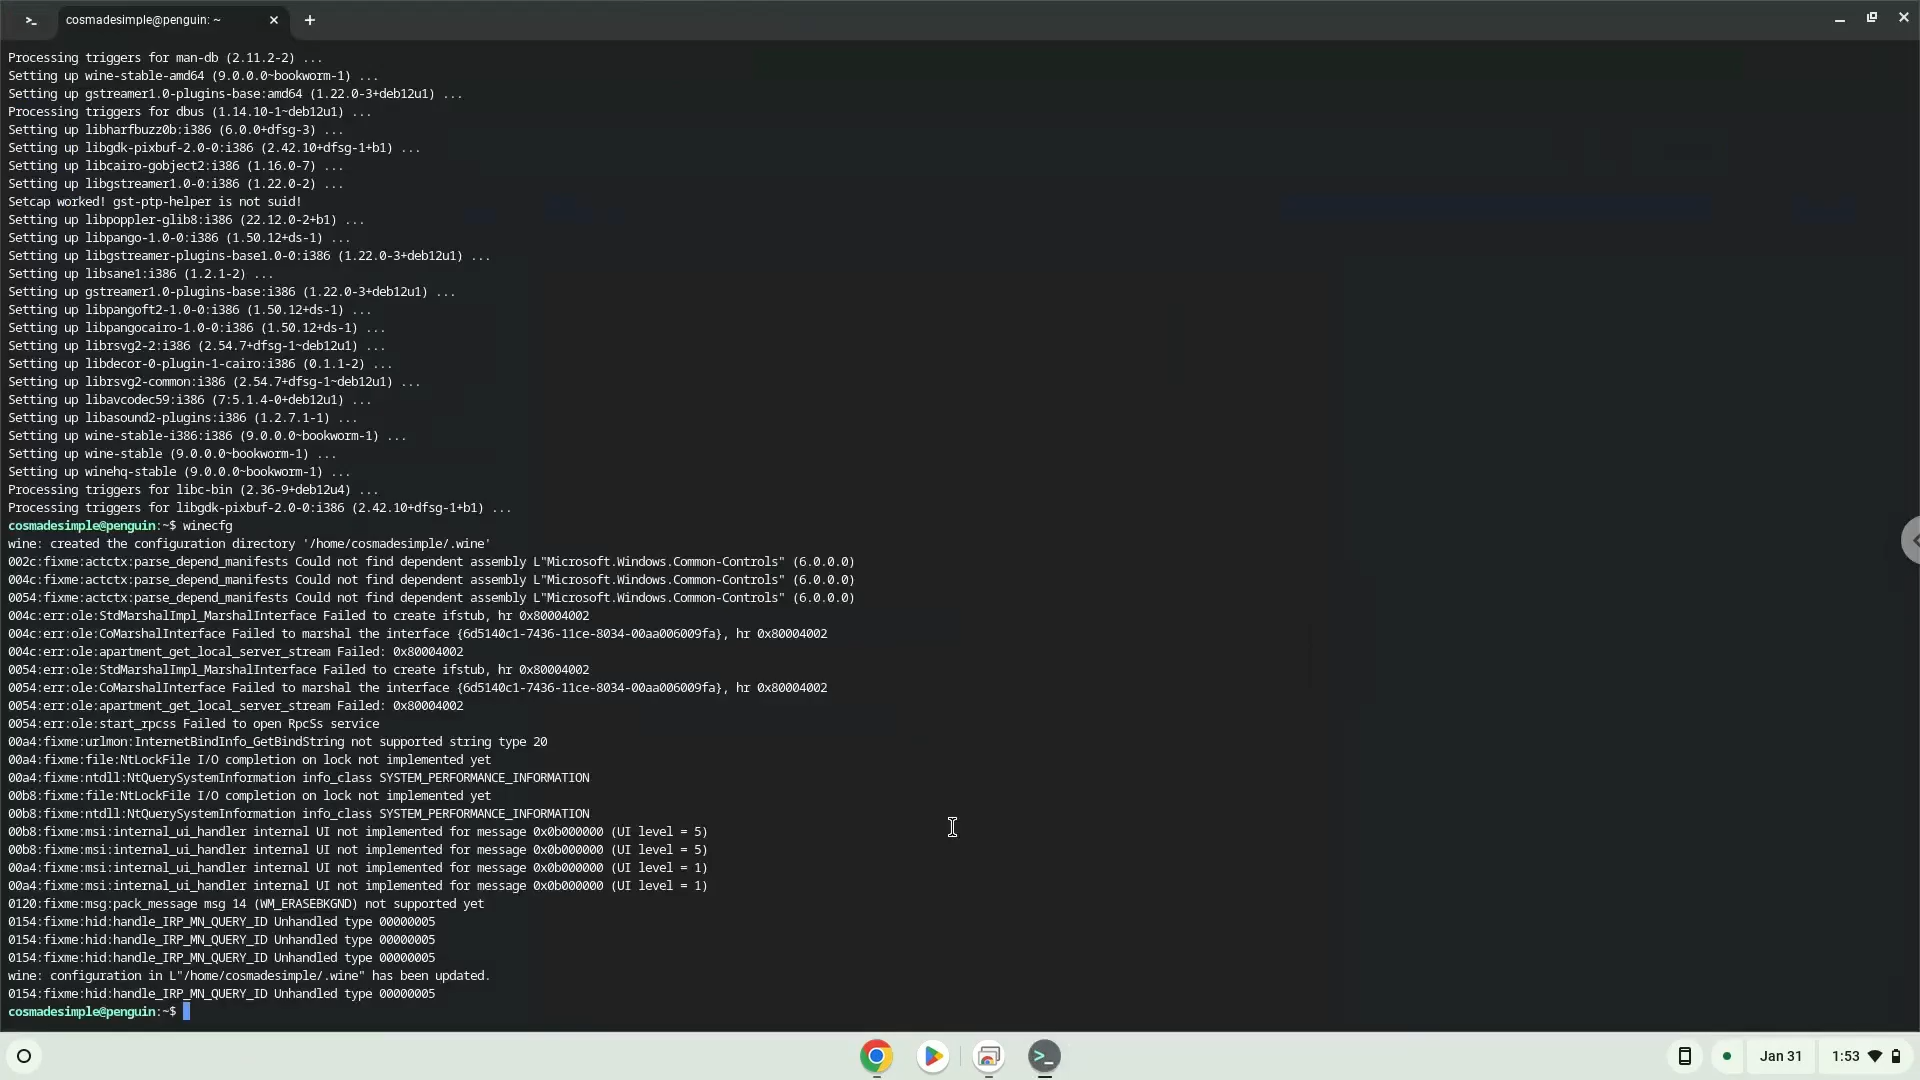 cosmadesimple@penguin: ~
Processing triggers for man-db (2.11.2-2) ...
Setting up wine-stable-amd64 (9.0.0.0~bookworm-1) ...
Setting up gstreamer1.0-plugins-base:amd64 (1.22.0-3+deb12u1) ...
Processing triggers for dbus (1.14.10-1~deb12u1) ...
Setting up libharfbuzz0b:i386 (6.0.0+dfsg-3) ...
Setting up libgdk-pixbuf-2.0-0:i386 (2.42.10+dfsg-1+b1) ...
Setting up libcairo-gobject2:i386 (1.16.0-7) ...
Setting up libgstreamer1.0-0:i386 (1.22.0-2) ...
Setcap worked! gst-ptp-helper is not suid!
Setting up libpoppler-glib8:i386 (22.12.0-2+b1) ...
Setting up libpango-1.0-0:i386 (1.50.12+ds-1) ...
Setting up libgstreamer-plugins-base1.0-0:i386 (1.22.0-3+deb12u1) ...
Setting up libsane1:i386 (1.2.1-2) ...
Setting up gstreamer1.0-plugins-base:i386 (1.22.0-3+deb12u1) ...
Setting up libpangoft2-1.0-0:i386 (1.50.12+ds-1) ...
Setting up libpangocairo-1.0-0:i386 (1.50.12+ds-1) ...
Setting up librsvg2-2:i386 (2.54.7+dfsg-1~deb12u1) ...
Setting up libdecor-0-plugin-1-cairo:i386 (0.1.1-2) ...
Setting up librsvg2-common:i386 (2.54.7+dfsg-1~deb12u1) ...
Setting up libavcodec59:i386 (7:5.1.4-0+deb12u1) ...
Setting up libasound2-plugins:i386 (1.2.7.1-1) ...
Setting up wine-stable-i386:i386 (9.0.0.0~bookworm-1) ...
Setting up wine-stable (9.0.0.0~bookworm-1) ...
Setting up winehq-stable (9.0.0.0~bookworm-1) ...
Processing triggers for libc-bin (2.36-9+deb12u4) ...
Processing triggers for libgdk-pixbuf-2.0-0:i386 (2.42.10+dfsg-1+b1) ...
cosmadesimple@penguin:~$ winecfg
wine: created the configuration directory '/home/cosmadesimple/.wine'
002c:fixme:actctx:parse_depend_manifests Could not find dependent assembly L"Microsoft.Windows.Common-Controls" (6.0.0.0)
004c:fixme:actctx:parse_depend_manifests Could not find dependent assembly L"Microsoft.Windows.Common-Controls" (6.0.0.0)
0054:fixme:actctx:parse_depend_manifests Could not find dependent assembly L"Microsoft.Windows.Common-Controls" (6.0.0.0)
004c:err:ole:StdMarshalImpl_MarshalInterface Failed to create ifstub, hr 0x80004002
004c:err:ole:CoMarshalInterface Failed to marshal the interface {6d5140c1-7436-11ce-8034-00aa006009fa}, hr 0x80004002
004c:err:ole:apartment_get_local_server_stream Failed: 0x80004002
0054:err:ole:StdMarshalImpl_MarshalInterface Failed to create ifstub, hr 0x80004002
0054:err:ole:CoMarshalInterface Failed to marshal the interface {6d5140c1-7436-11ce-8034-00aa006009fa}, hr 0x80004002
0054:err:ole:apartment_get_local_server_stream Failed: 0x80004002
0054:err:ole:start_rpcss Failed to open RpcSs service
00a4:fixme:urlmon:InternetBindInfo_GetBindString not supported string type 20
00a4:fixme:file:NtLockFile I/O completion on lock not implemented yet
00a4:fixme:ntdll:NtQuerySystemInformation info_class SYSTEM_PERFORMANCE_INFORMATION
00b8:fixme:file:NtLockFile I/O completion on lock not implemented yet
00b8:fixme:ntdll:NtQuerySystemInformation info_class SYSTEM_PERFORMANCE_INFORMATION
00b8:fixme:msi:internal_ui_handler internal UI not implemented for message 0x0b000000 (UI level = 5)
00b8:fixme:msi:internal_ui_handler internal UI not implemented for message 0x0b000000 (UI level = 5)
00a4:fixme:msi:internal_ui_handler internal UI not implemented for message 0x0b000000 (UI level = 1)
00a4:fixme:msi:internal_ui_handler internal UI not implemented for message 0x0b000000 (UI level = 1)
0120:fixme:msg:pack_message msg 14 (WM_ERASEBKGND) not supported yet
0154:fixme:hid:handle_IRP_MN_QUERY_ID Unhandled type 00000005
0154:fixme:hid:handle_IRP_MN_QUERY_ID Unhandled type 00000005
0154:fixme:hid:handle_IRP_MN_QUERY_ID Unhandled type 00000005
wine: configuration in L"/home/cosmadesimple/.wine" has been updated.
0154:fixme:hid:handle_IRP_MN_QUERY_ID Unhandled type 00000005
cosmadesimple@penguin:~$
Jan 31 1:53